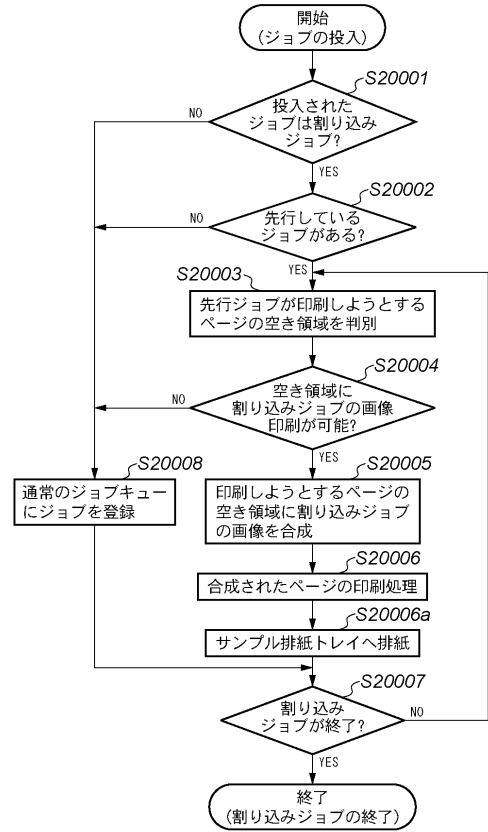 開始
(ジョブの投入)
S20001
投入された
ジョブは割り込み
ジョブ?
NO
YES
S20002
先行している
ジョブがある?
NO
YES
S20003
先行ジョブが印刷しようとする
ページの空き領域を判別
S20004
空き領域に
割り込みジョブの画像
印刷が可能?
NO
YES
S20008
通常のジョブキュー
にジョブを登録
S20005
印刷しようとするページの
空き領域に割り込みジョブ
の画像を合成
S20006
合成されたページの印刷処理
S20006a
サンプル排紙トレイへ排紙
S20007
割り込み
ジョブが終了?
NO
YES
終了
(割り込みジョブの終了)